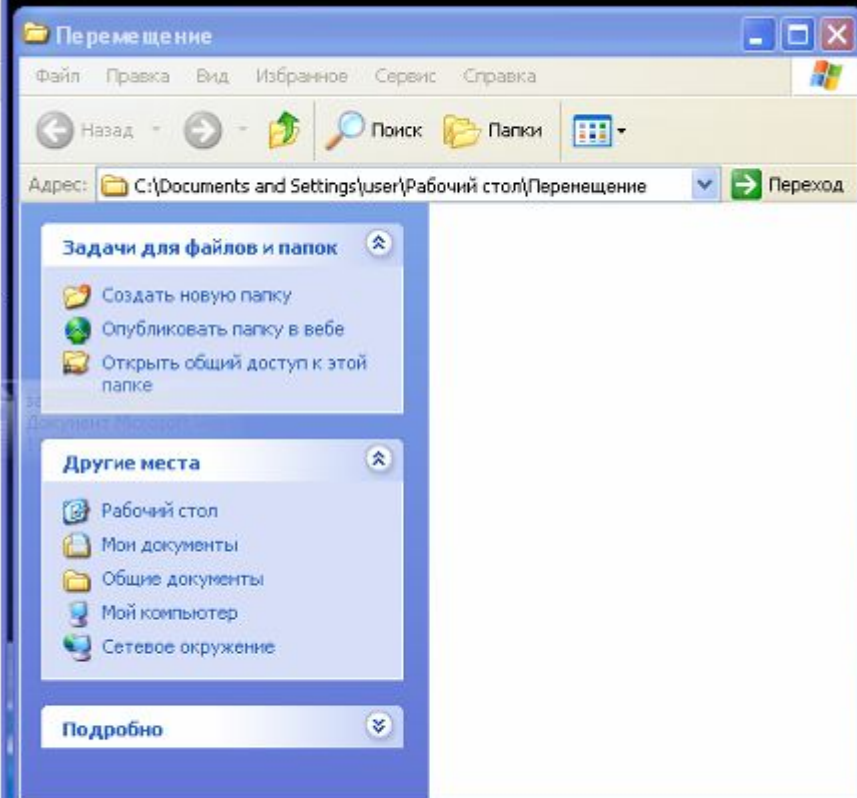 Перемещение
Файл Правка Вид Избранное Сервис Справка
Назад Поиск Папки
Адрес: C:\Documents and Settings\user\Рабочий стол\Перемещение Переход
Задачи для файлов и папок
Создать новую папку
Опубликовать папку в вебе
Открыть общий доступ к этой
папке
Документ Microsoft
Другие места
Рабочий стол
Мои документы
Общие документы
Мой компьютер
Сетевое окружение
Подробно